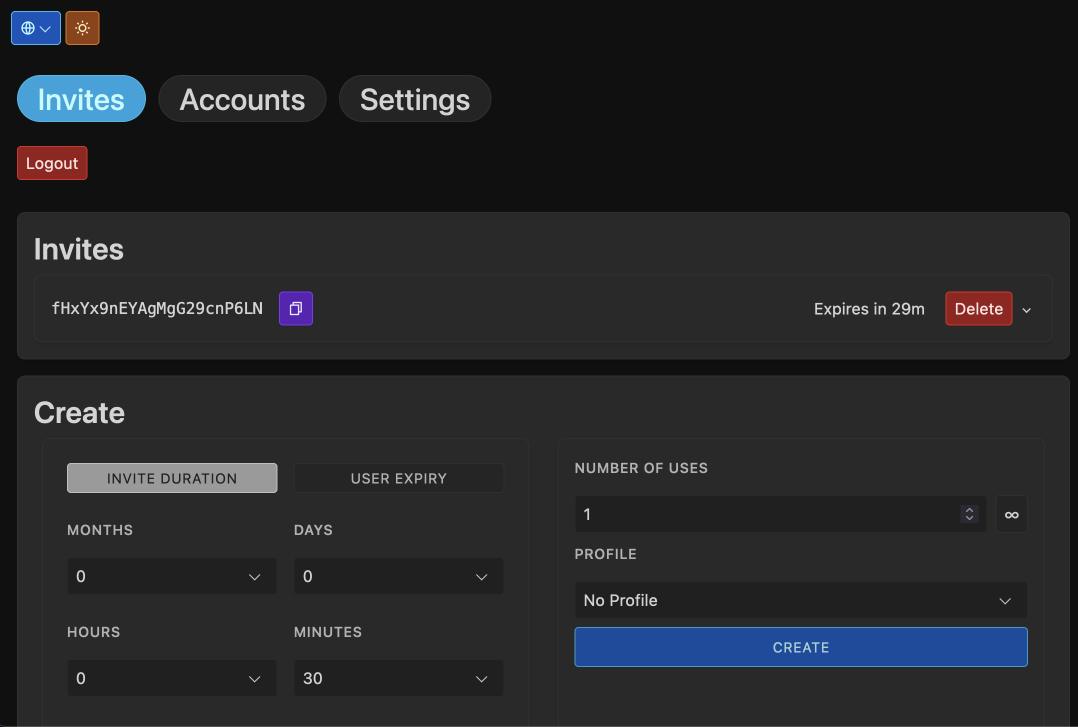 Invites Accounts Settings
Logout
Invites
fHxYx9nEYAgMgG29cnP6LN Expires in 29m Delete
Create
INVITE DURATION USER EXPIRY
MONTHS DAYS
0 0
HOURS MINUTES
0 30
NUMBER OF USES
1 ∞
PROFILE
No Profile
CREATE